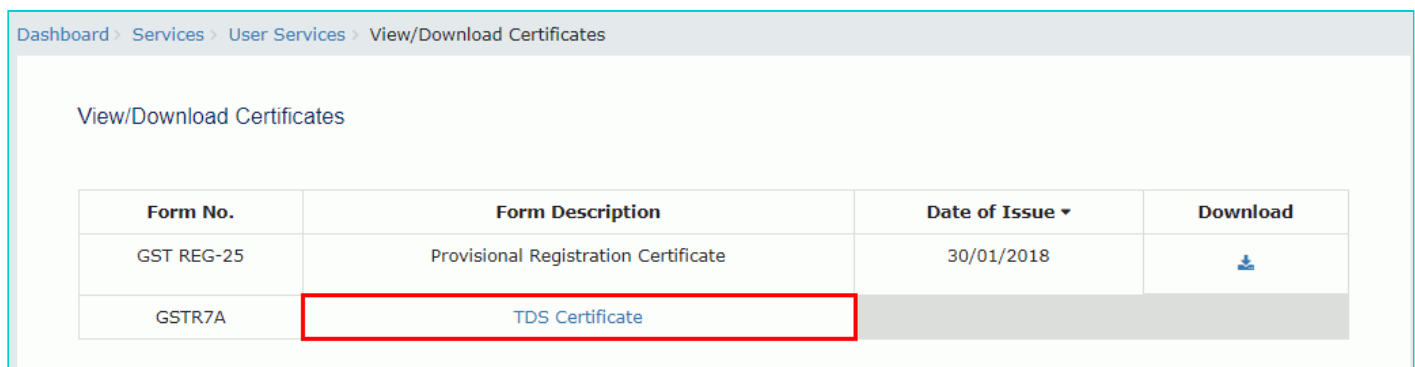 Dashboard > Services > User Services > View/Download Certificates
View/Download Certificates
Form No. Form Description Date of Issue Download
GST REG-25 Provisional Registration Certificate 30/01/2018
GSTR7A TDS Certificate